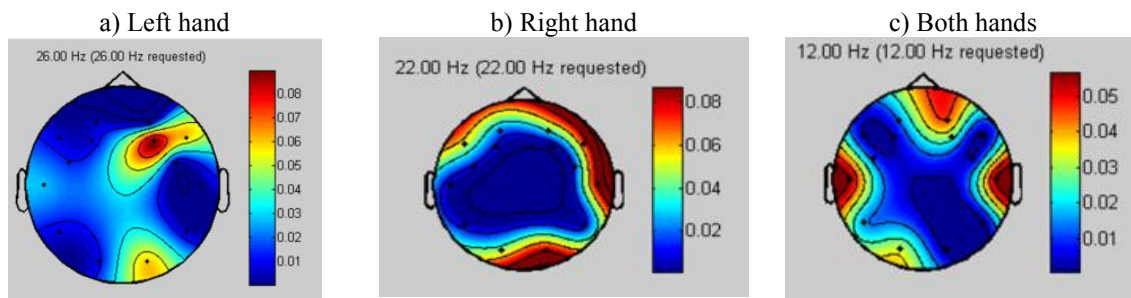 a) Left hand
26.00 Hz (26.00 Hz requested)
0.08
0.07
0.06
0.05
0.04
0.03
0.02
0.01
b) Right hand
22.00 Hz (22.00 Hz requested)
0.08
0.06
0.04
0.02
c) Both hands
12.00 Hz (12.00 Hz requested)
0.05
0.04
0.03
0.02
0.01